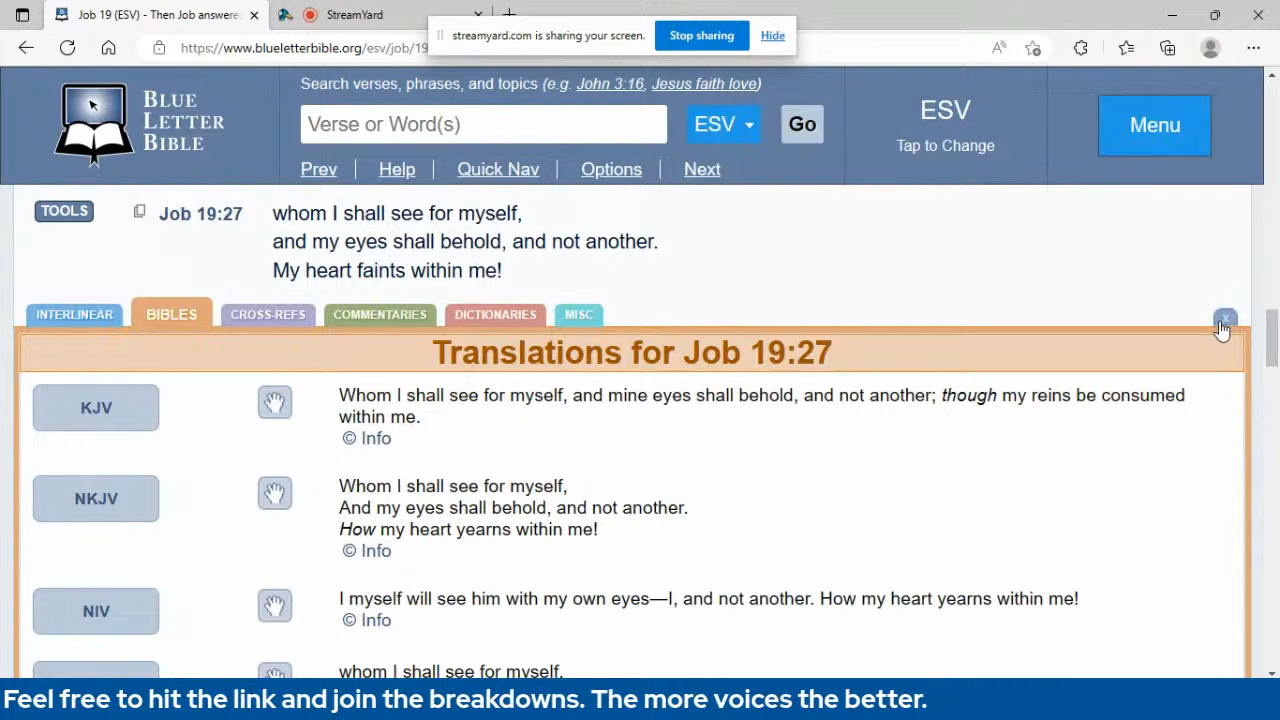 Job 19 (ESV) - Then Job answere
StreamYard
streamyard.com is sharing your screen.
Stop sharing
Hide
https://www.blueletterbible.org/esv/job/19
BLUE
LETTER
BIBLE
Search verses, phrases, and topics (e.g. John 3:16, Jesus faith love)
Verse or Word(s)
ESV
Go
Prev
Help
Quick Nav
Options
Next
ESV
Tap to Change
Menu
TOOLS
Job 19:27
whom I shall see for myself,
and my eyes shall behold, and not another.
My heart faints within me!
INTERLINEAR
BIBLES
CROSS-REFS
COMMENTARIES
DICTIONARIES
MISC
Translations for Job 19:27
KJV
Whom I shall see for myself, and mine eyes shall behold, and not another; though my reins be consumed
within me.
© Info
NKJV
Whom I shall see for myself,
And my eyes shall behold, and not another.
How my heart yearns within me!
© Info
NIV
I myself will see him with my own eyes—I, and not another. How my heart yearns within me!
© Info
whom I shall see for myself,
Feel free to hit the link and join the breakdowns. The more voices the better.